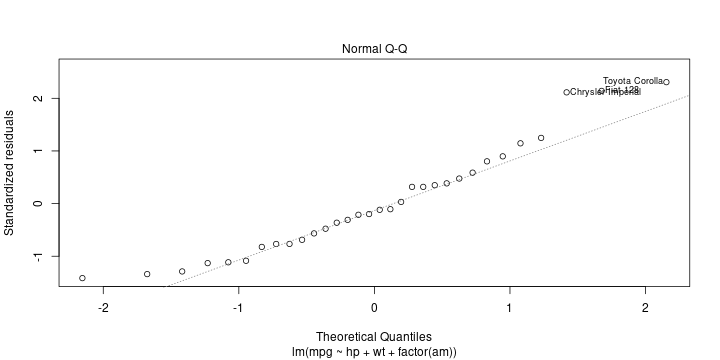 Normal Q-Q
Standardized residuals
2
1
0
-1
Toyota Corolla
Fiat 128
Chrysler Imperial
-2
-1
0
1
2
Theoretical Quantiles
lm(mpg ~ hp + wt + factor(am))